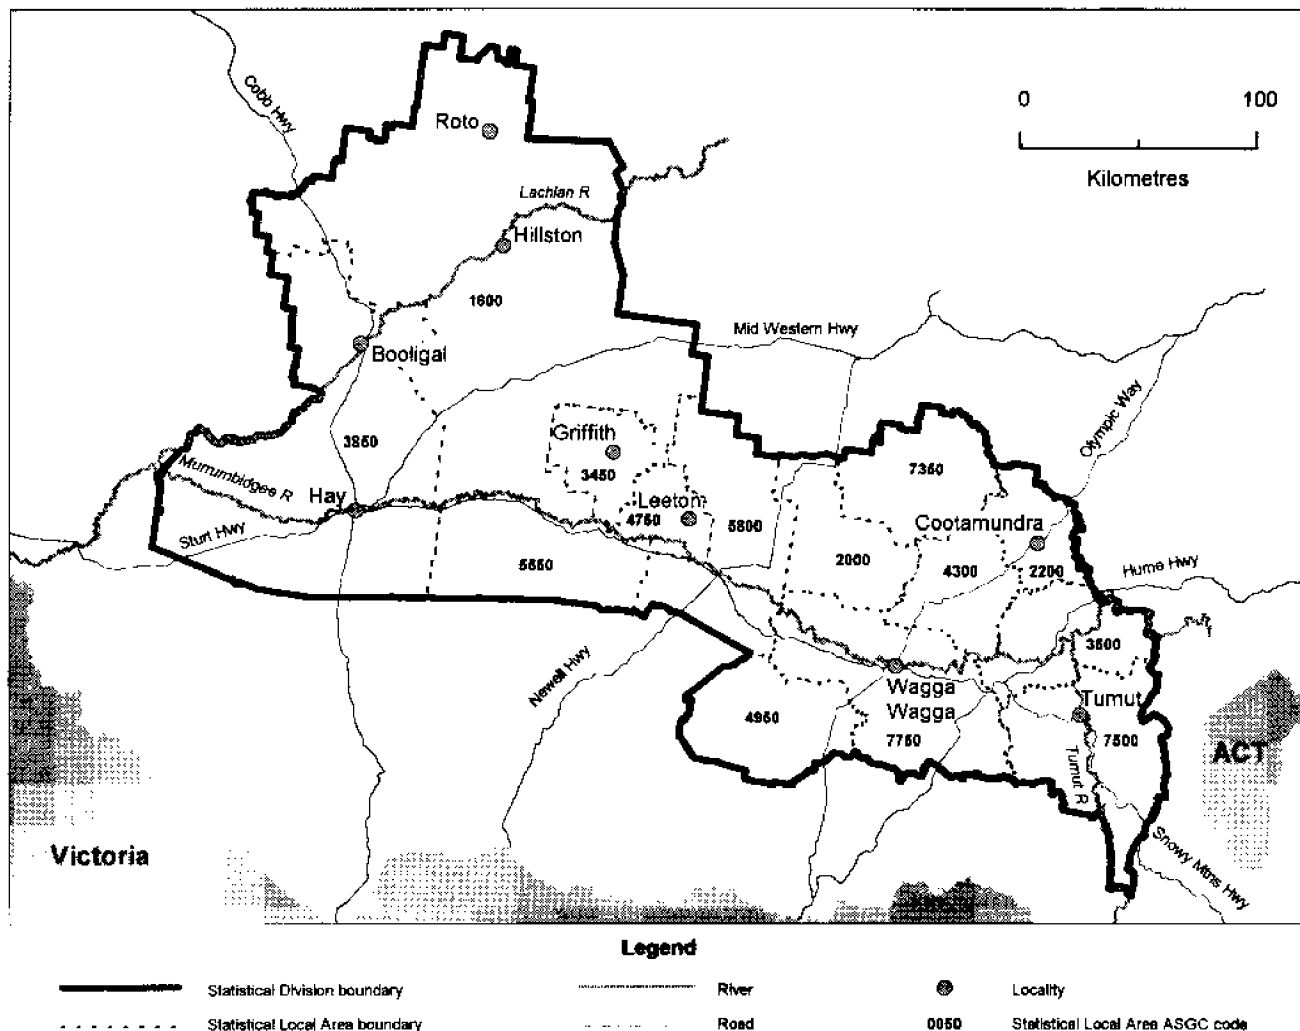 Cobb Hwy
Roto
0 100
Kilometres
Lachlan R
Hillston
1600
Mid Western Hwy
Booligal
Olympic Way
Griffith
3850
3450
7350
Murrumbidgee R
Hay
Leeton
4750
5800
Cootamundra
Sturt Hwy
5550
2000
4300
2200
Hume Hwy
3500
Newell Hwy
Wagga
Wagga
Tumut
4950
7750
7500
ACT
Tumut R
Victoria
Snowy Mtns Hwy
Legend
Statistical Division boundary
River
Locality
Statistical Local Area boundary
Road
0050
Statistical Local Area ASGC code